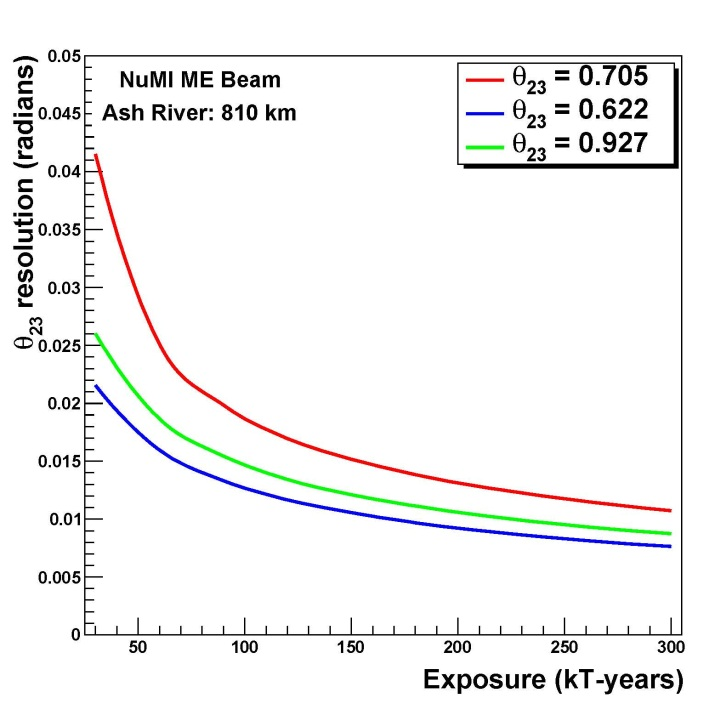 NuMI ME Beam
Ash River: 810 km
θ23 = 0.705
θ23 = 0.622
θ23 = 0.927
θ23 resolution (radians)
0.05
0.045
0.04
0.035
0.03
0.025
0.02
0.015
0.01
0.005
0
50 100 150 200 250 300
Exposure (kT-years)